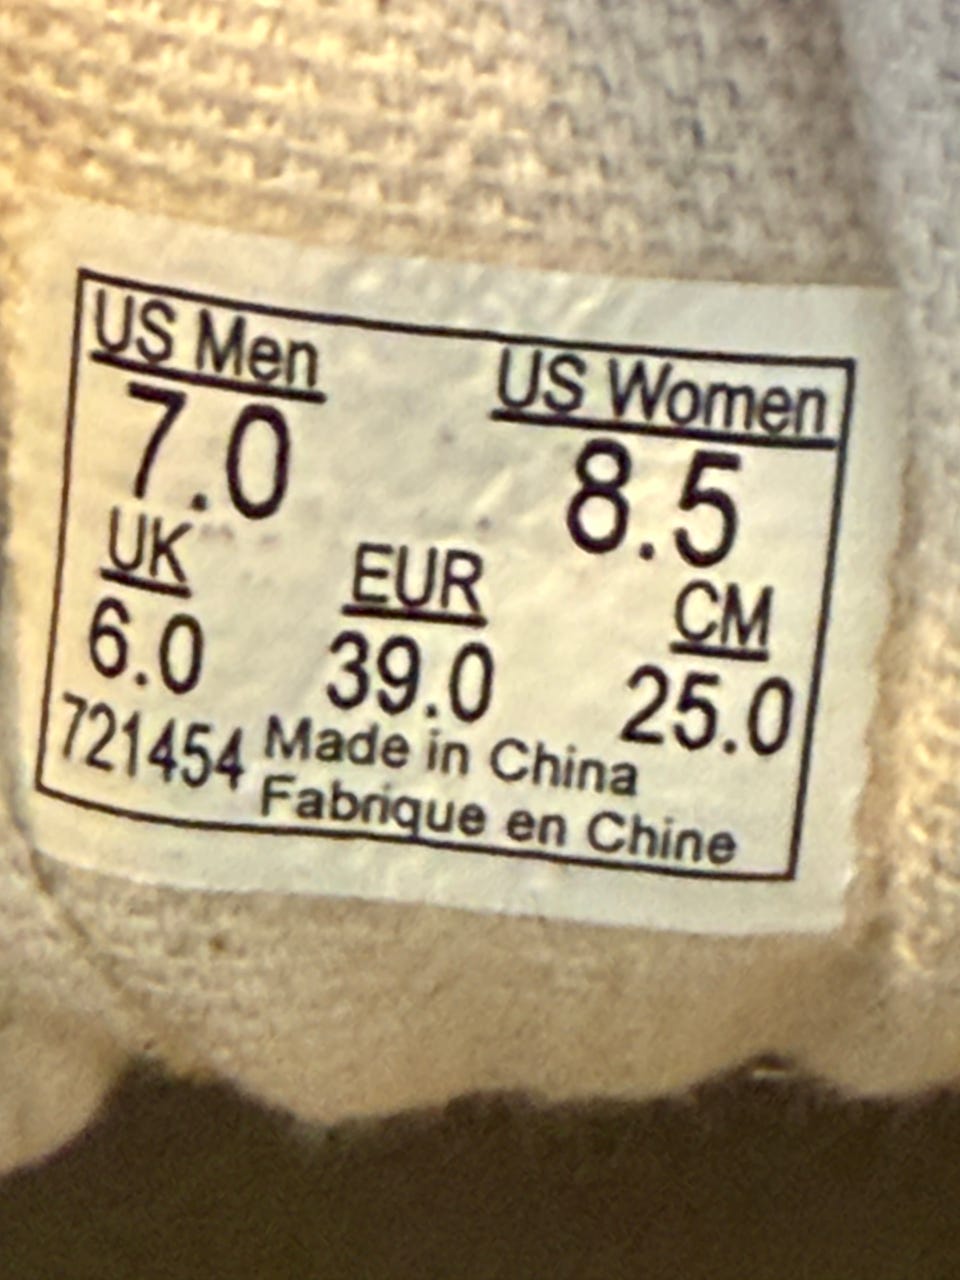 US Men US Women
7.0 8.5
UK EUR CM
6.0 39.0 25.0
721454 Made in China
Fabrique en Chine